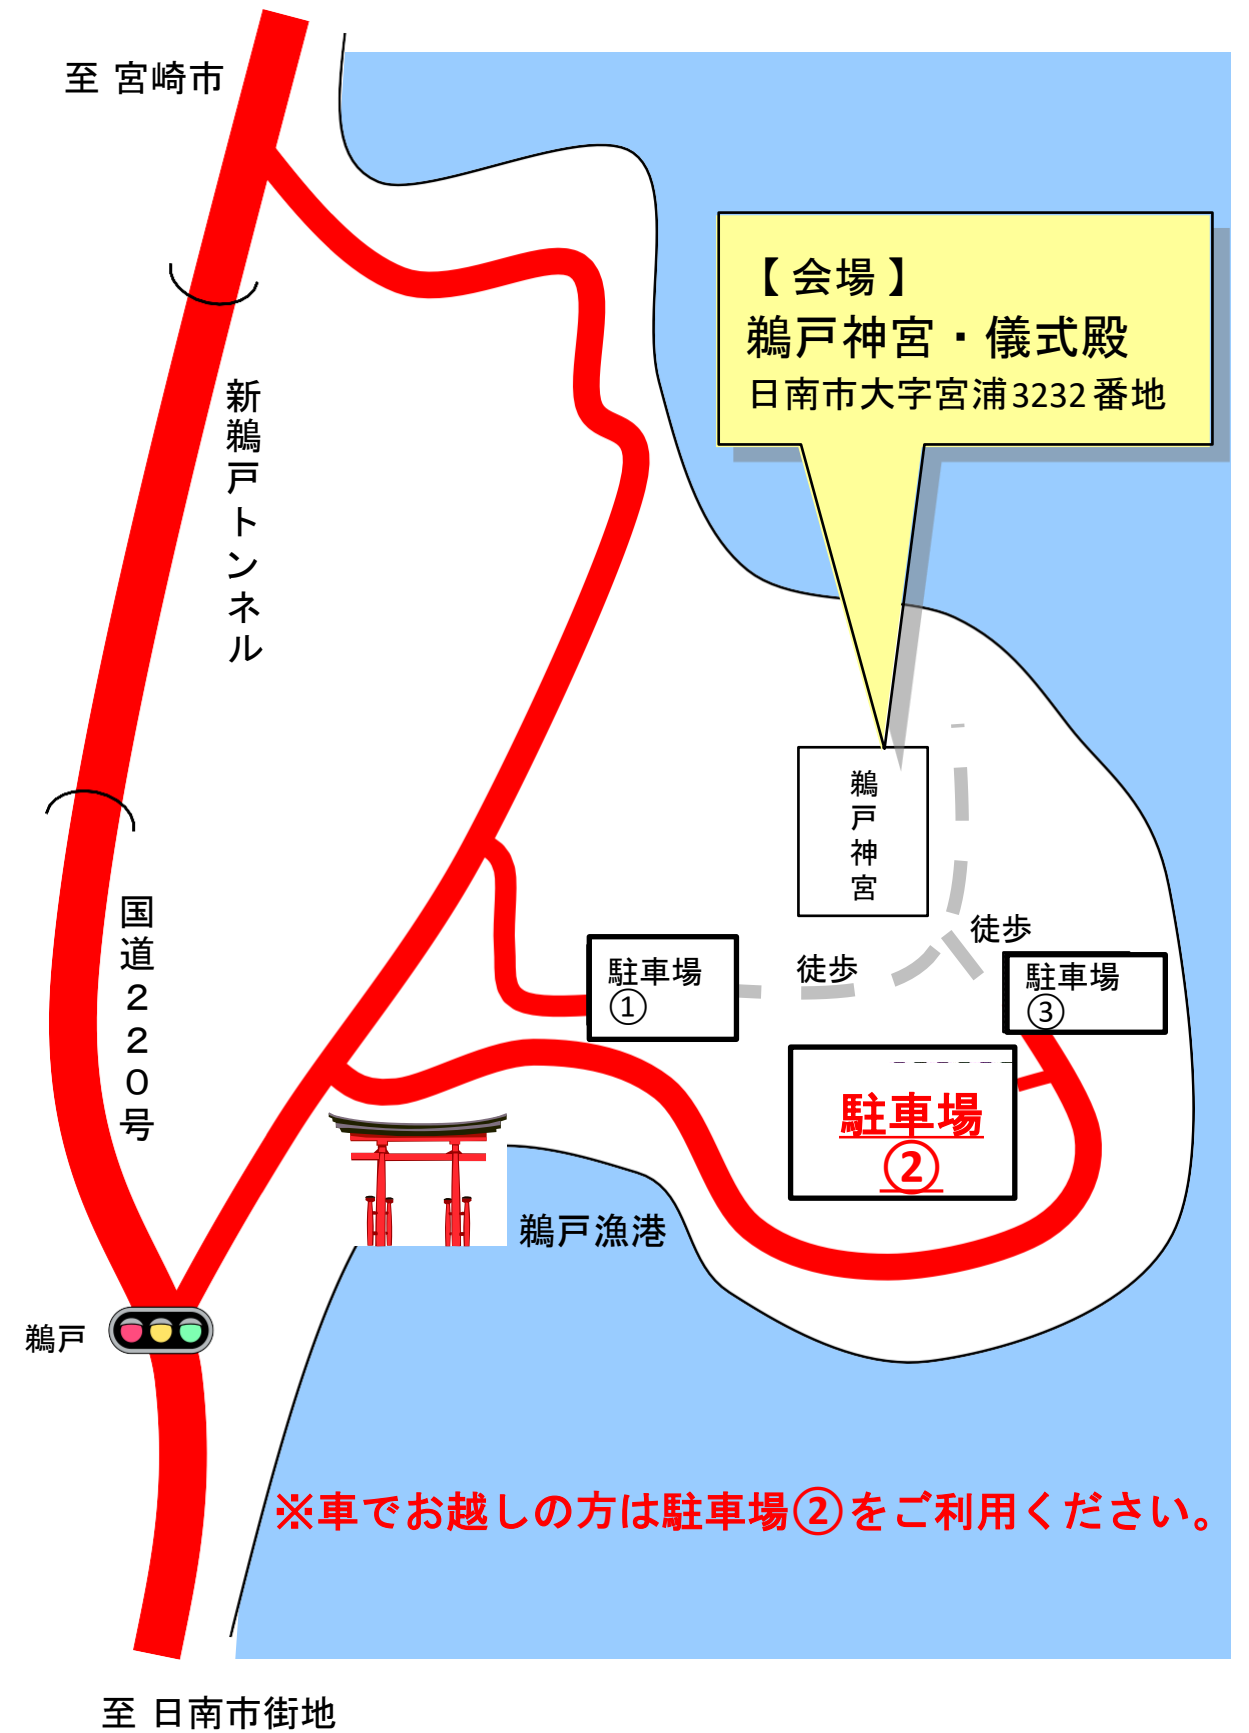 至 宮崎市
【 会場 】
鵜戸神宮・儀式殿
日南市大字宮浦3232番地
新鵜戸トンネル
鵜戸神宮
国道２２０号
徒歩
徒歩
駐車場
①
駐車場
③
駐車場
②
鵜戸漁港
鵜戸
※車でお越しの方は駐車場②をご利用ください。
至 日南市街地